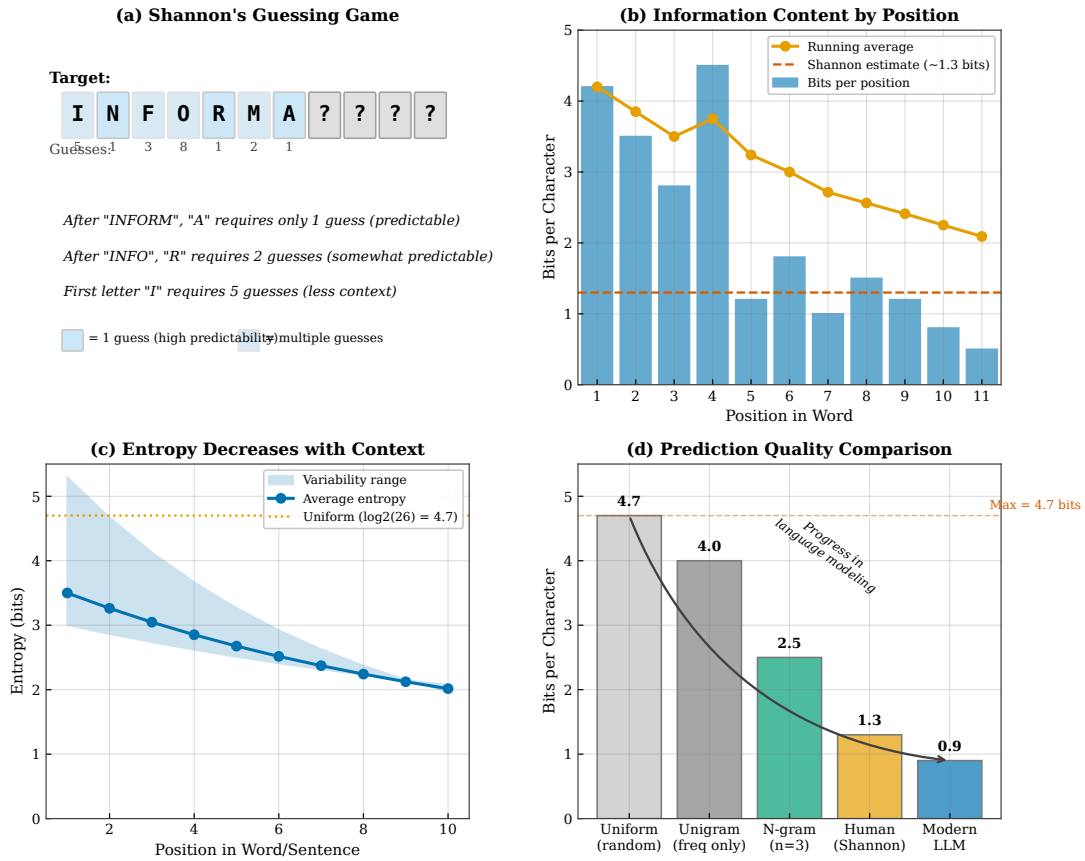 (a) Shannon's Guessing Game
Target:
I N F O R M A ? ? ? ?
Guesses: 5 1 3 8 1 2 1
After "INFORM", "A" requires only 1 guess (predictable)
After "INFO", "R" requires 2 guesses (somewhat predictable)
First letter "I" requires 5 guesses (less context)
= 1 guess (high predictability)
= multiple guesses
(b) Information Content by Position
Running average
Shannon estimate (~1.3 bits)
Bits per position
Bits per Character
5
4
3
2
1
0
1 2 3 4 5 6 7 8 9 10 11
Position in Word
(c) Entropy Decreases with Context
Variability range
Average entropy
Uniform (log2(26) = 4.7)
Entropy (bits)
5
4
3
2
1
0
2 4 6 8 10
Position in Word/Sentence
(d) Prediction Quality Comparison
Max = 4.7 bits
Progress in
language modeling
Bits per Character
5
4
3
2
1
0
4.7
4.0
2.5
1.3
0.9
Uniform
(random)
Unigram
(freq only)
N-gram
(n=3)
Human
(Shannon)
Modern
LLM